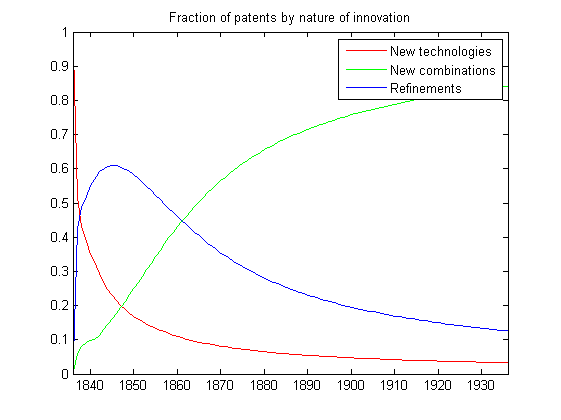 Fraction of patents by nature of innovation
1
0.9
0.8
0.7
0.6
0.5
0.4
0.3
0.2
0.1
0
New technologies
New combinations
Refinements
1840 1850 1860 1870 1880 1890 1900 1910 1920 1930